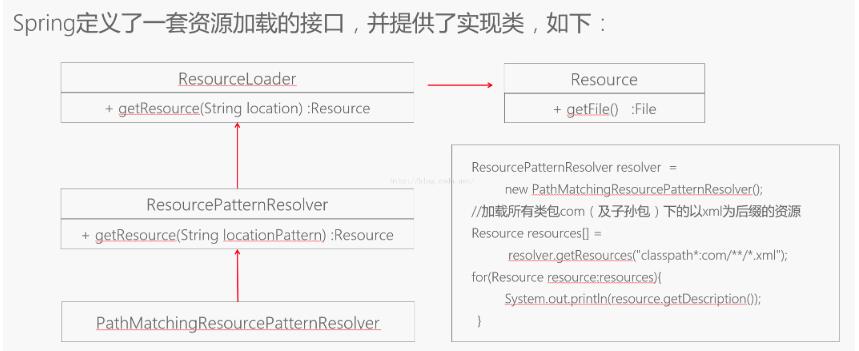 Spring定义了一套资源加载的接口，并提供了实现类，如下：
ResourceLoader
+ getResource(String location) :Resource
Resource
+ getFile() :File
ResourcePatternResolver
+ getResource(String locationPattern) :Resource
PathMatchingResourcePatternResolver
ResourcePatternResolver resolver =
new PathMatchingResourcePatternResolver();
//加载所有类包com（及子孙包）下的以xml为后缀的资源
Resource resources[] =
resolver.getResources("classpath*:com/**/*.xml");
for(Resource resource:resources){
System.out.println(resource.getDescription());
}